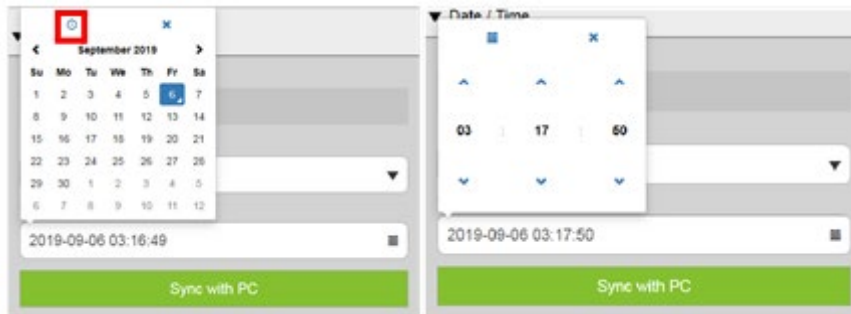 September 2019
Su Mo Tu We Th Fr Sa
1 2 3 4 5 6 7
8 9 10 11 12 13 14
15 16 17 18 19 20 21
22 23 24 25 26 27 28
29 30 1 2 3 4 5
6 7 8 9 10 11 12
2019-09-06 03:16:49
Sync with PC
Date / Time
03 : 17 : 50
2019-09-06 03:17:50
Sync with PC